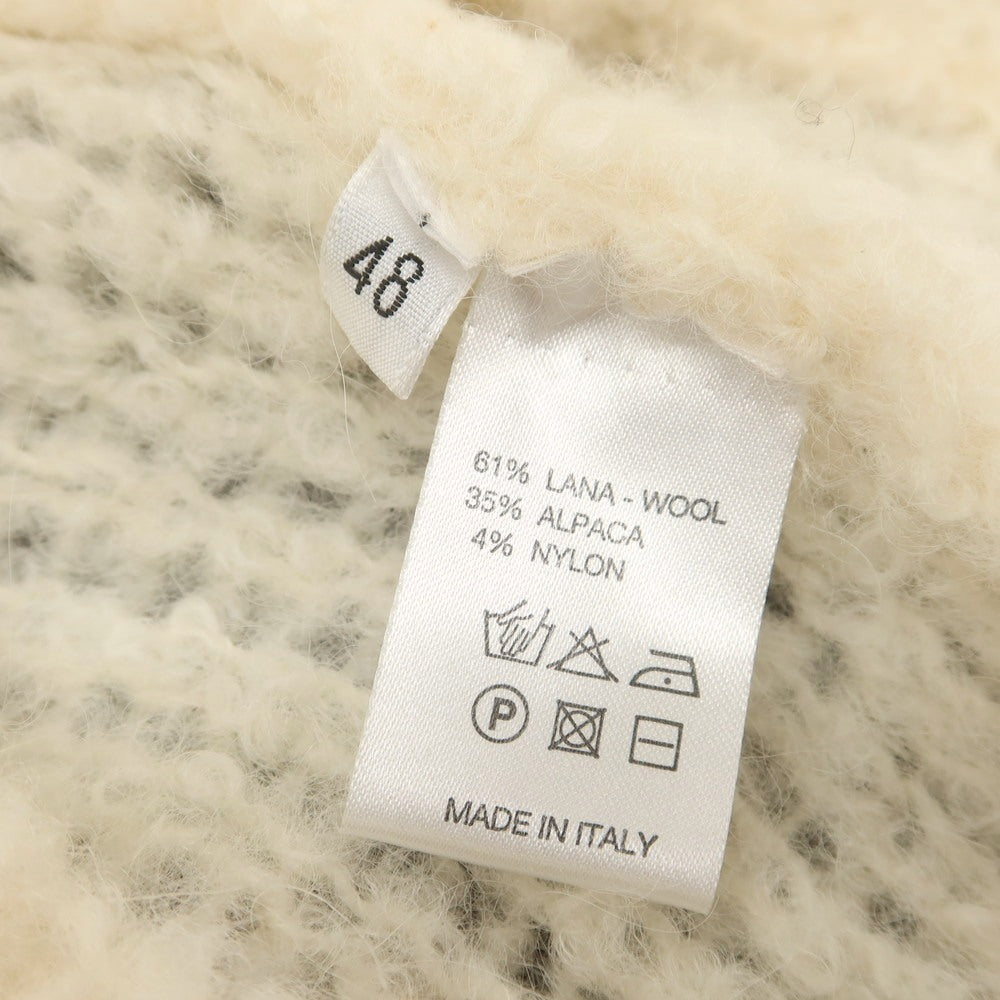 48
61% LANA - WOOL
35% ALPACA
4% NYLON
P
MADE IN ITALY